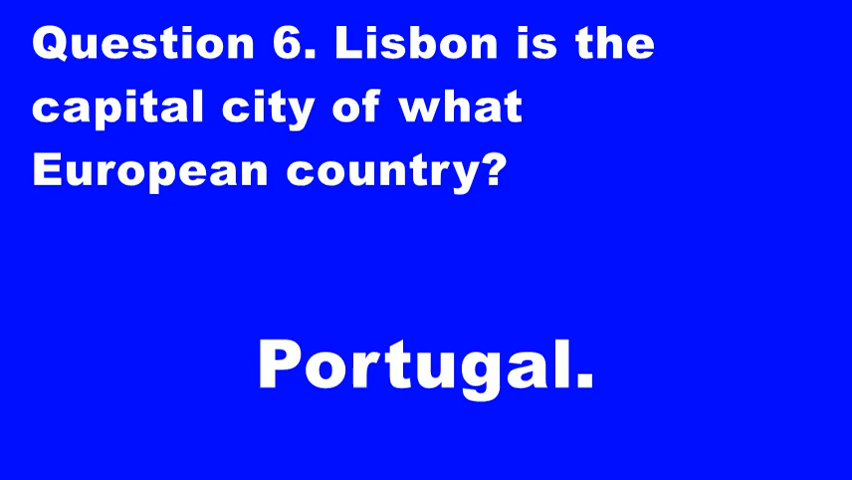 Question 6. Lisbon is the
capital city of what
European country?
Portugal.